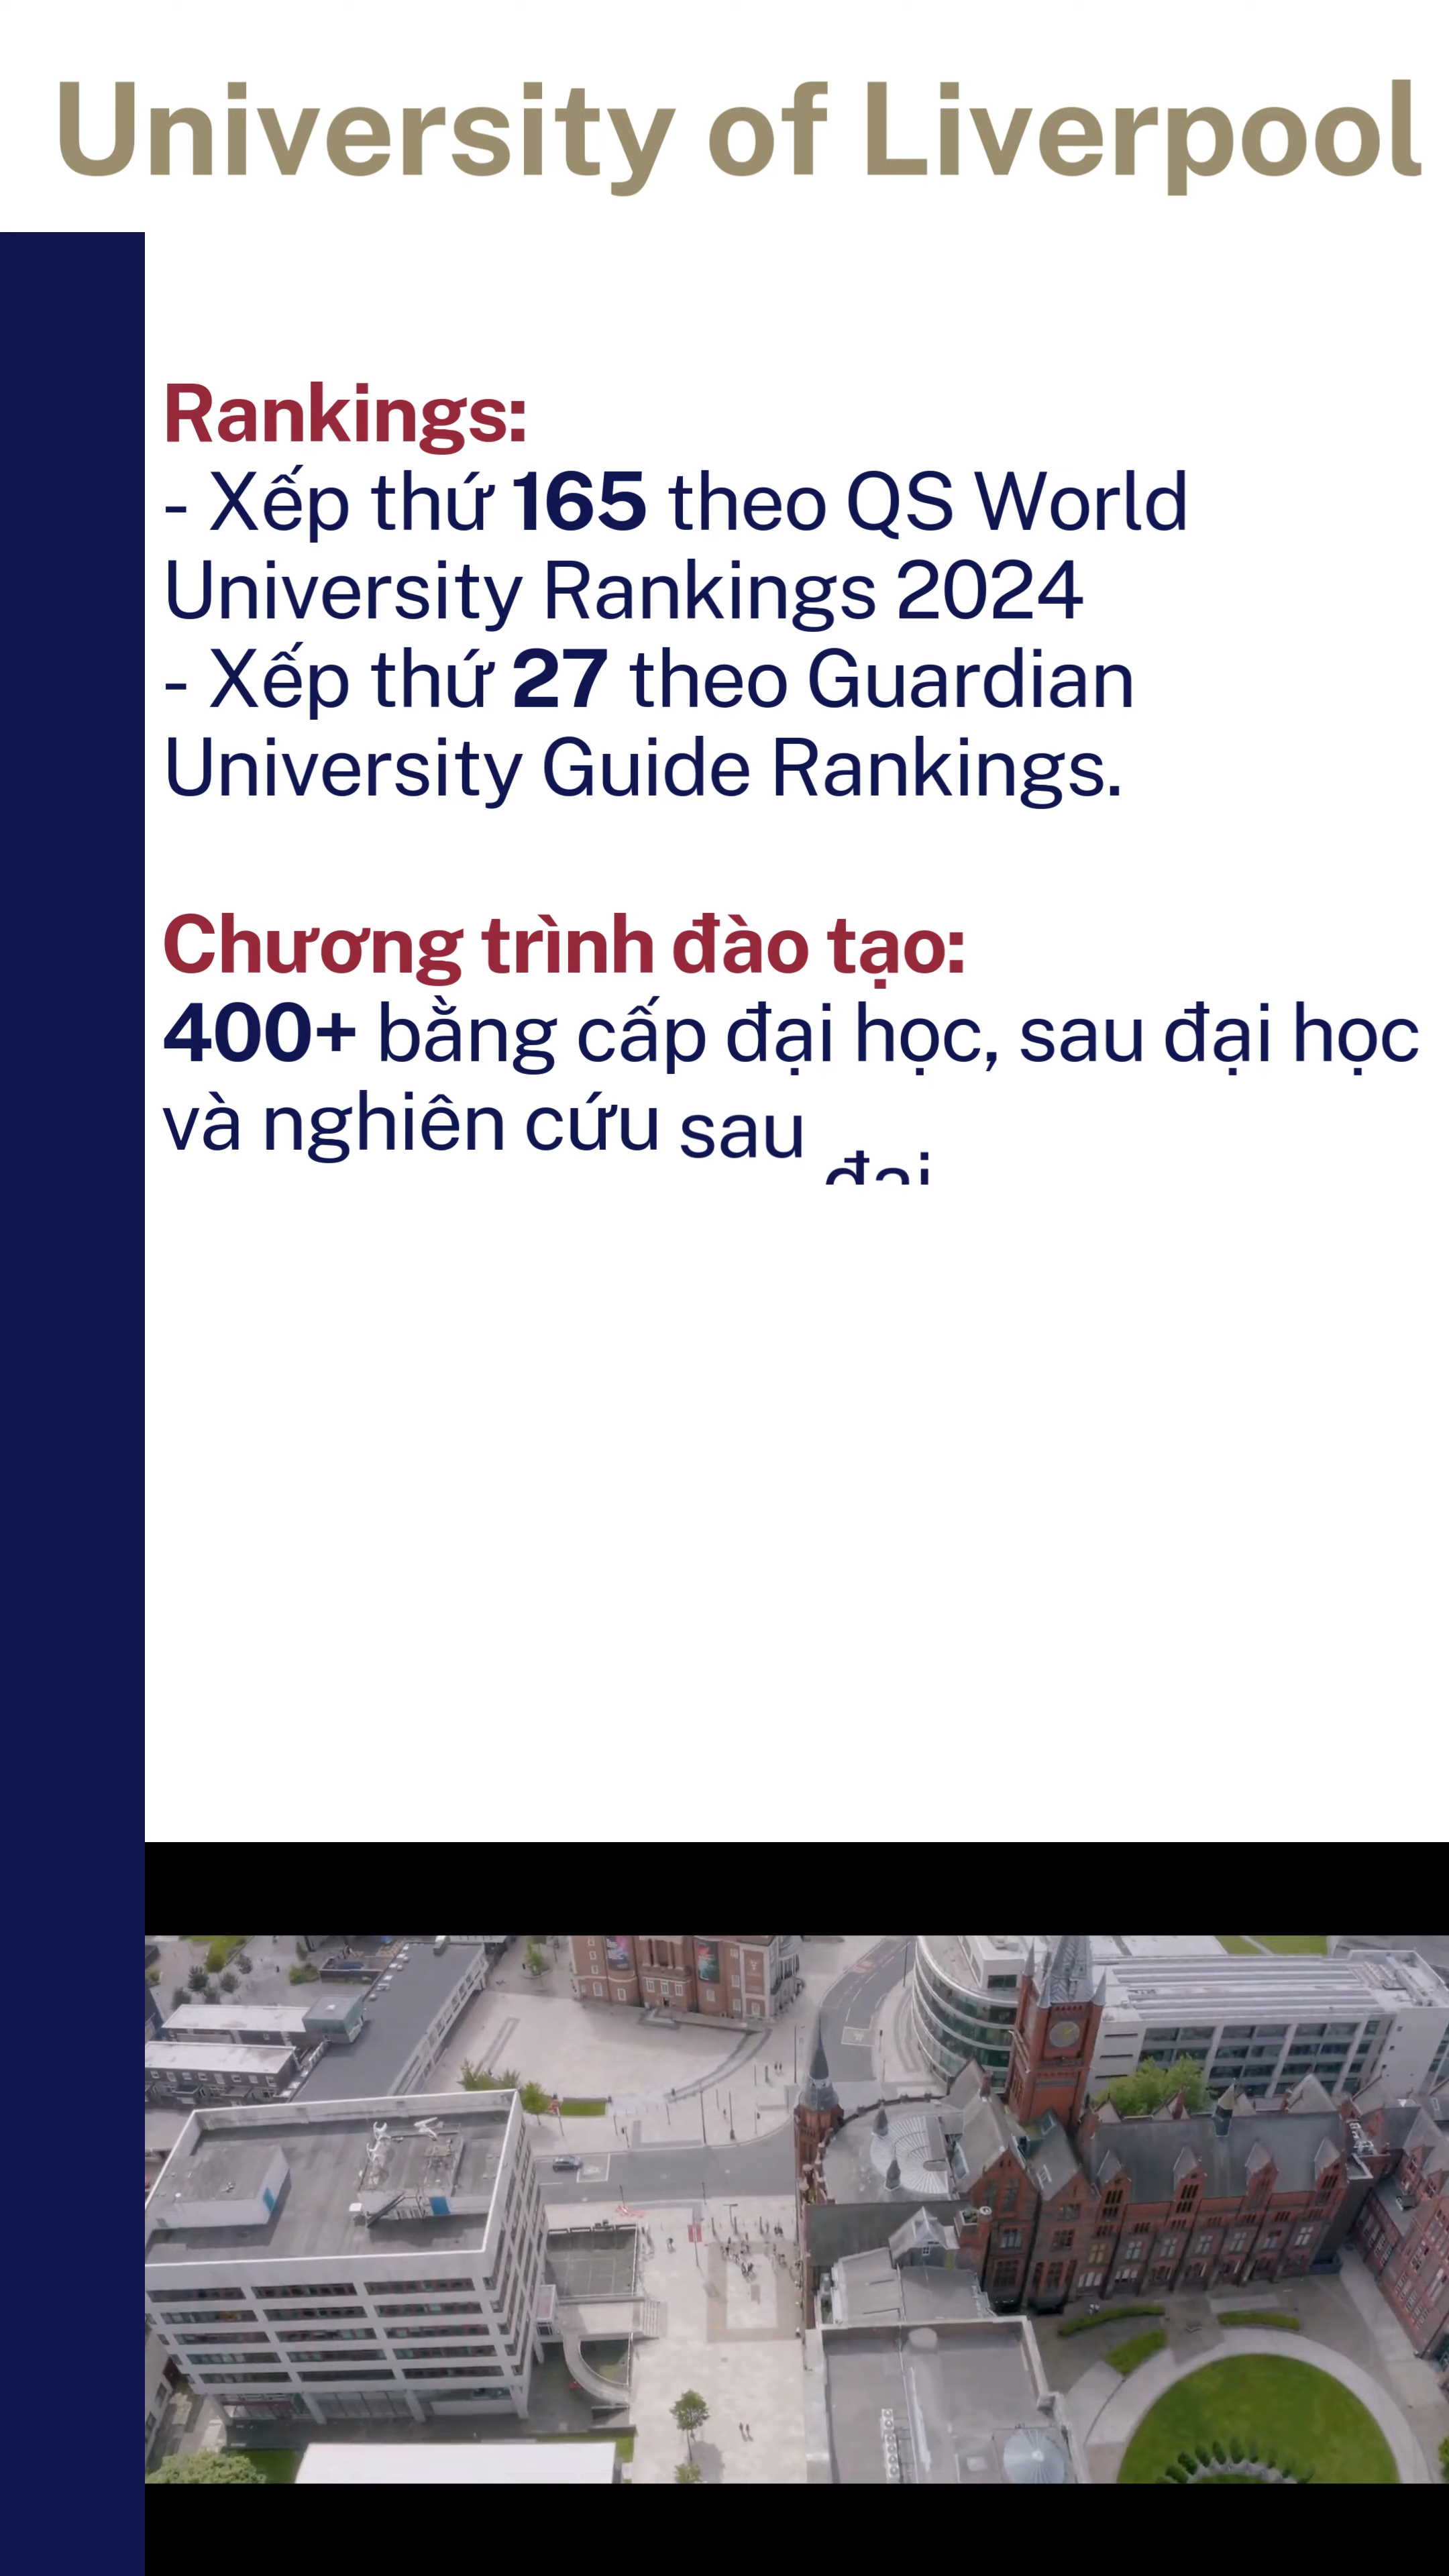 University of Liverpool
Rankings:
- Xếp thứ 165 theo QS World
University Rankings 2024
- Xếp thứ 27 theo Guardian
University Guide Rankings.
Chương trình đào tạo:
400+ bằng cấp đại học, sau đại học
và nghiên cứu sau